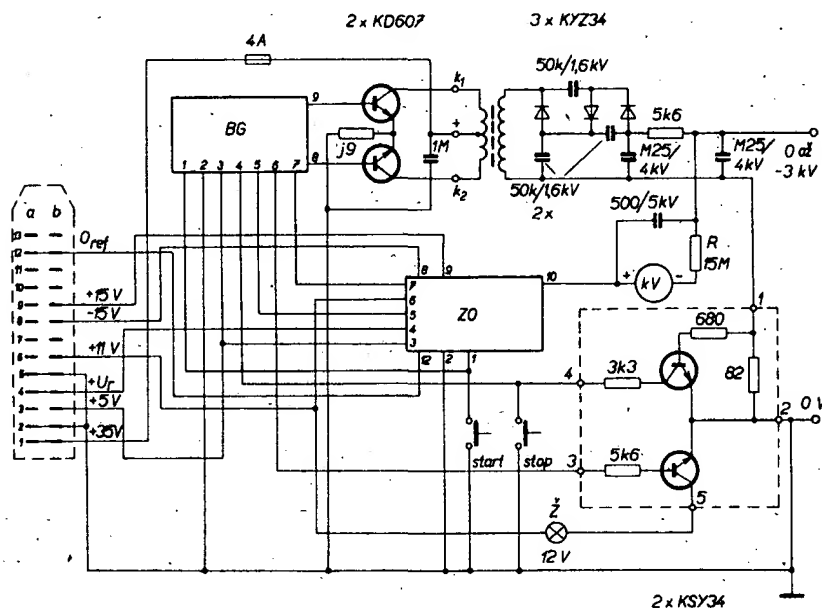 2 x KD607
3 x KYZ34
4A
50k/1,6kV
k1
9
BG
8
1 2 3 4 5 6 7
j9
+
1M
k2
5k6
M25/
4kV
M25/
4kV
0 až
-3 kV
50k/1,6kV
2x
500/5kV
R
15M
+ kV -
a b
13
12
11
10
9
8
7
6
5
4
3
2
1
0ref
+15V
-15V
+11 V
+Ur
+5V
+35V
8 9
7
6
5
4
3
ZO
10
12 2 1
1
680
82
4
3k3
2
0 V
3
5k6
5
start
stop
Ž
12 V
2 x KSY34